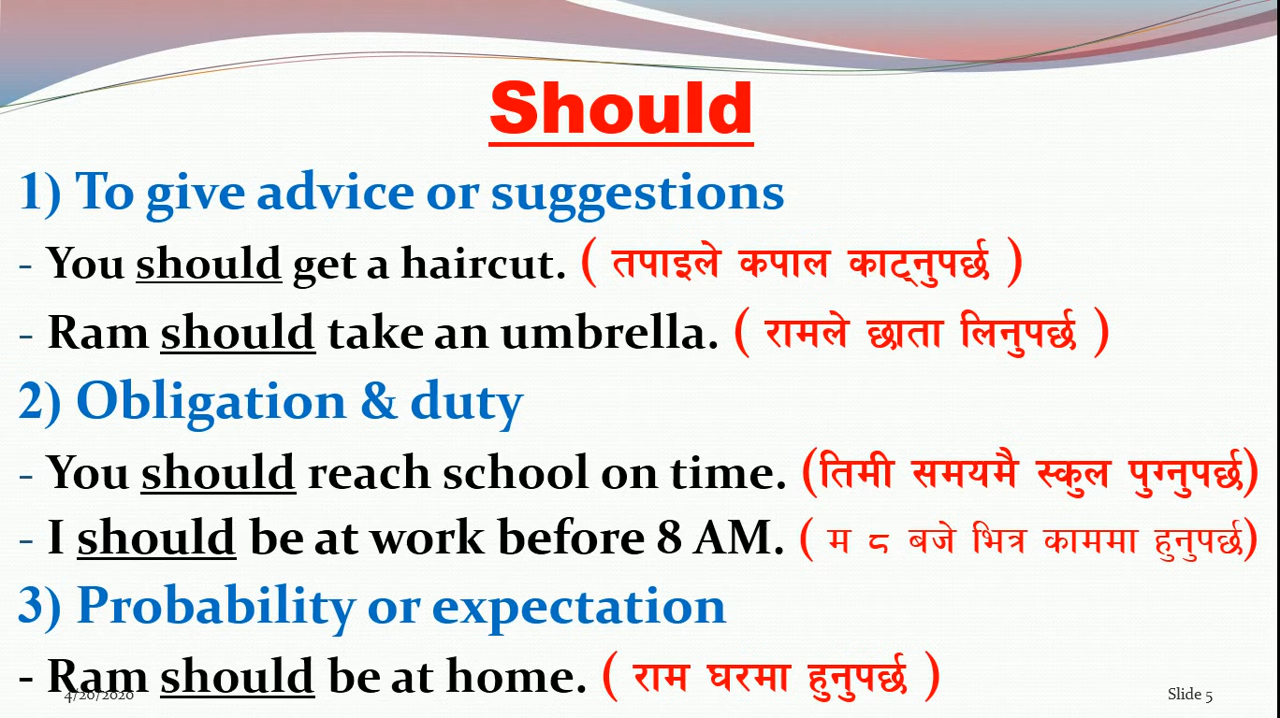 Should
1) To give advice or suggestions
- You should get a haircut. ( तपाइले कपाल काट्नुपर्छ )
- Ram should take an umbrella. ( रामले छाता लिनुपर्छ )
2) Obligation & duty
- You should reach school on time. (तिमी समयमै स्कुल पुग्नुपर्छ)
- I should be at work before 8 AM. ( म ८ बजे भित्र काममा हुनुपर्छ)
3) Probability or expectation
- Ram should be at home. ( राम घरमा हुनुपर्छ )
4/20/2020 Slide 5